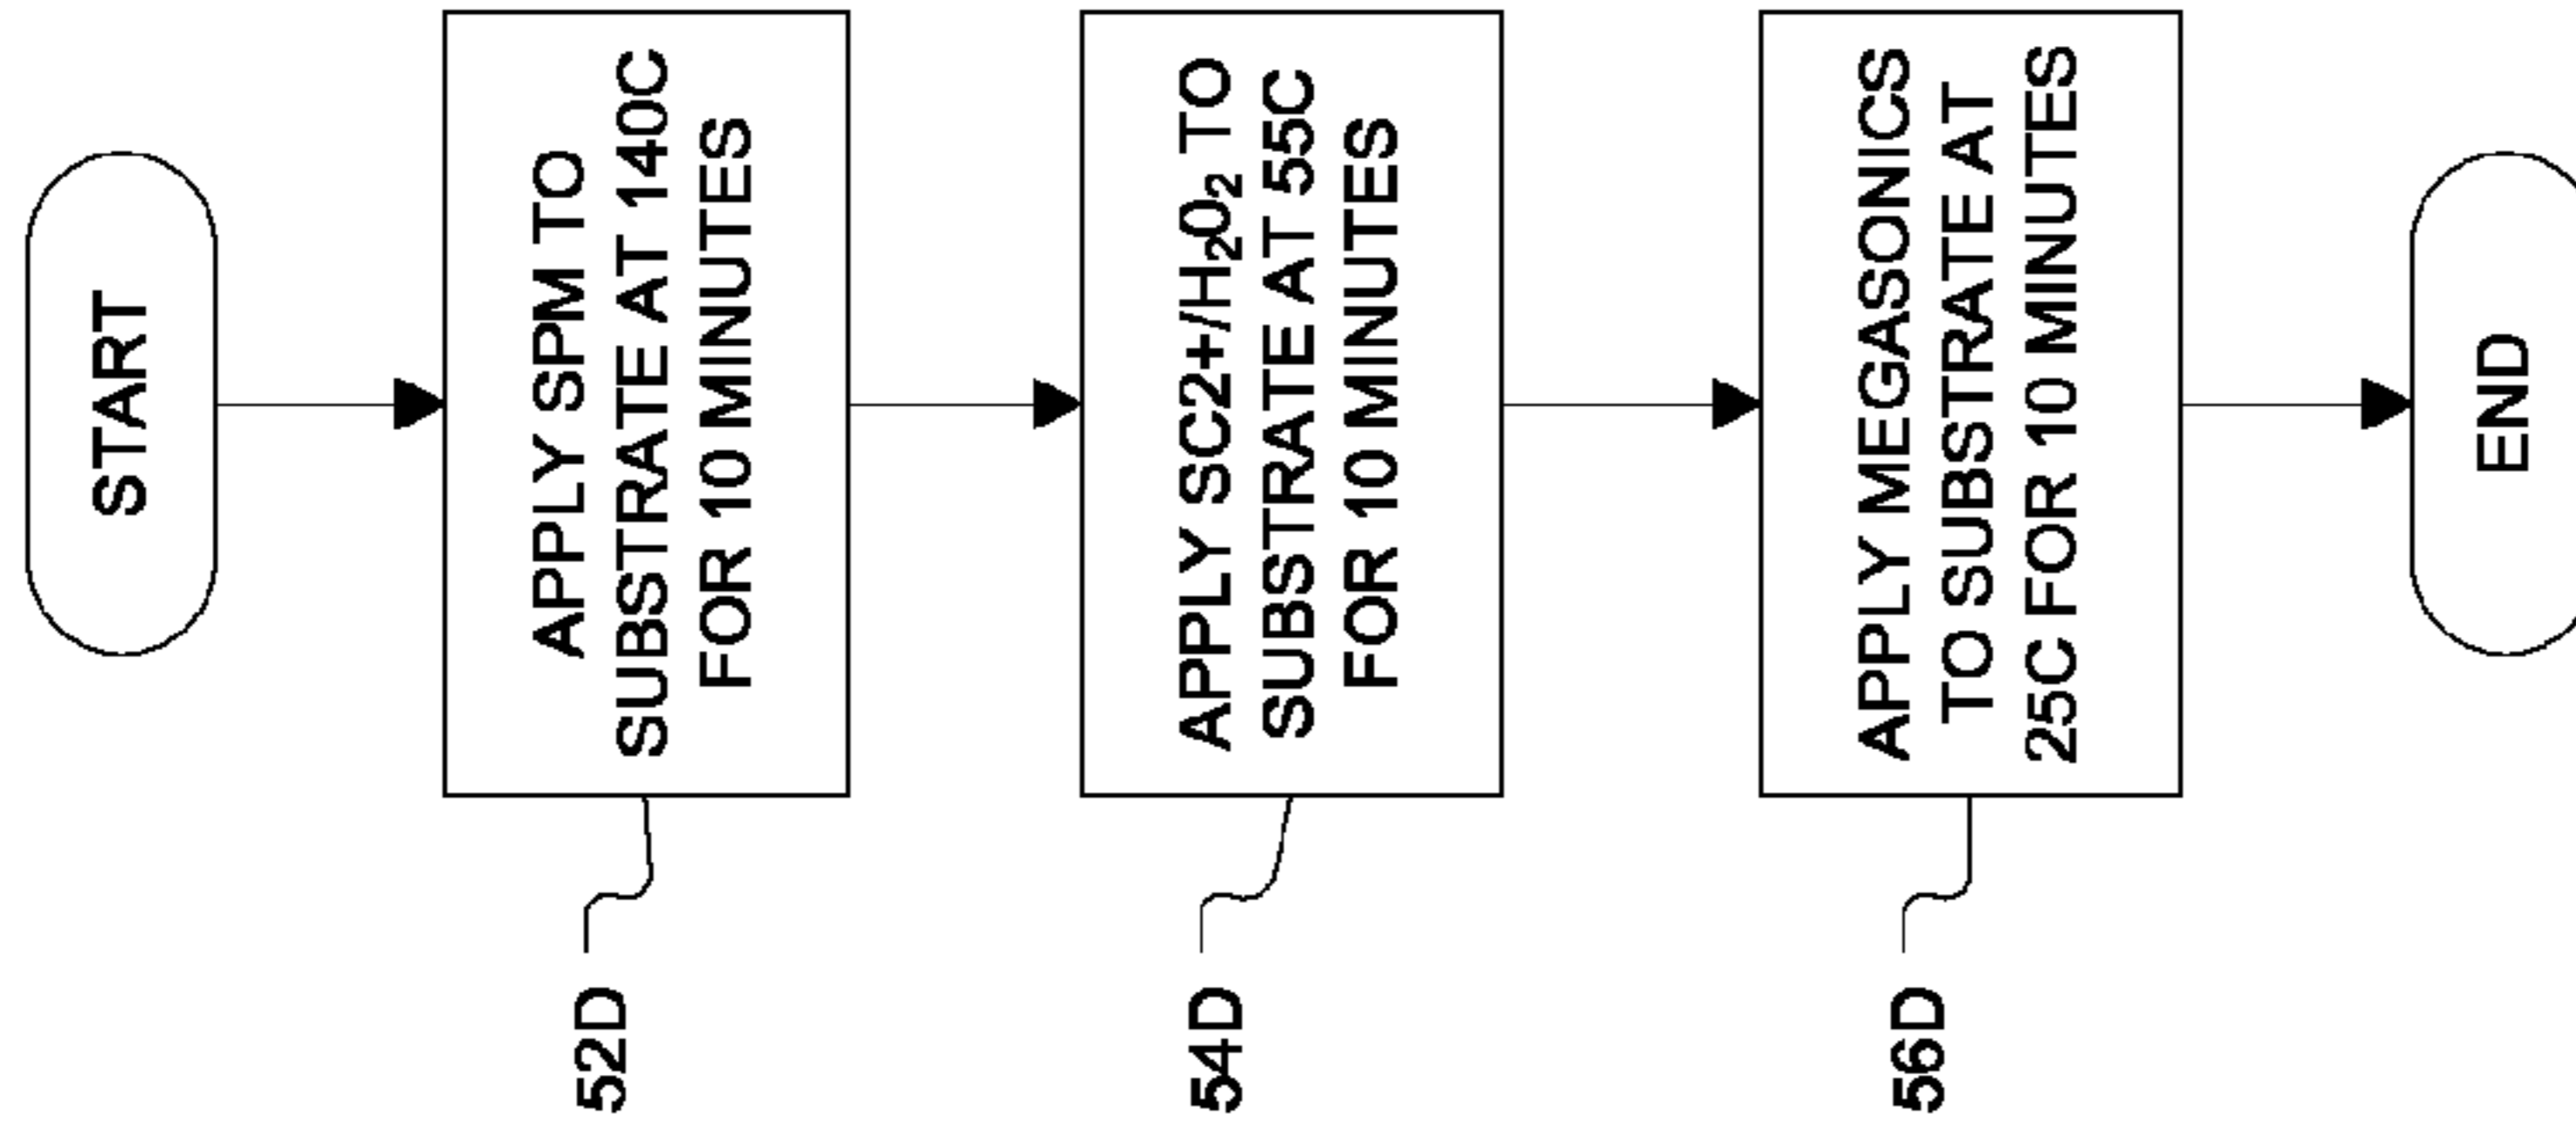 START
APPLY SPM TO
SUBSTRATE AT 140C
FOR 10 MINUTES
52D
APPLY SC2+/H₂O₂ TO
SUBSTRATE AT 55C
FOR 10 MINUTES
54D
APPLY MEGASONICS
TO SUBSTRATE AT
25C FOR 10 MINUTES
56D
END